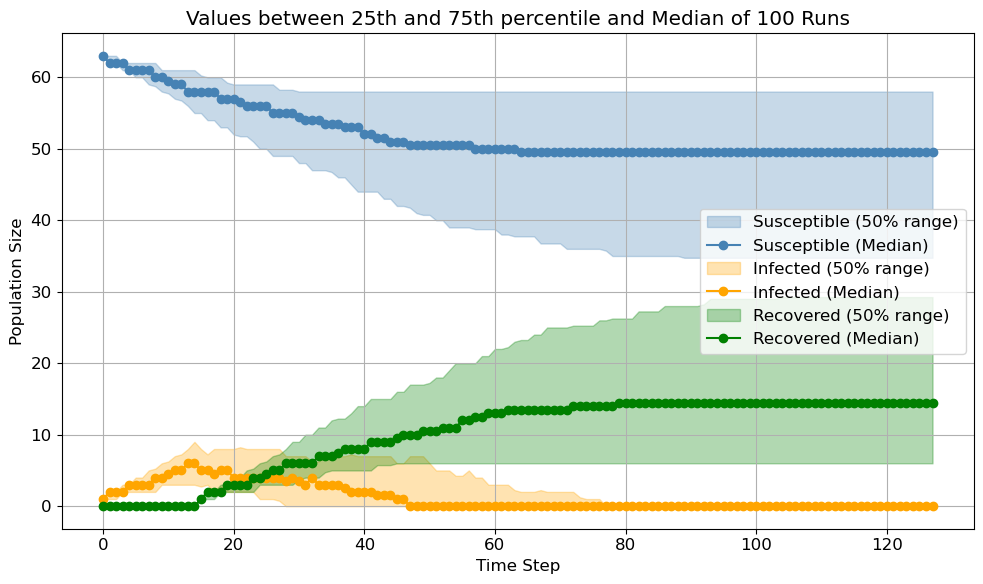 Values between 25th and 75th percentile and Median of 100 Runs
Population Size
60
50
40
30
20
10
0
Susceptible (50% range)
Susceptible (Median)
Infected (50% range)
Infected (Median)
Recovered (50% range)
Recovered (Median)
0 20 40 60 80 100 120
Time Step